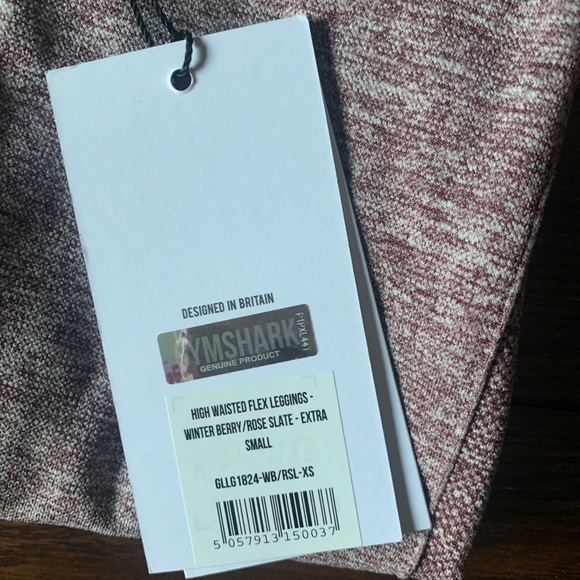 DESIGNED IN BRITAIN
GYMSHARK
GENUINE PRODUCT
HIGH WAISTED FLEX LEGGINGS -
WINTER BERRY/ROSE SLATE - EXTRA
SMALL
GLLG1824-WB/RSL-XS
5 057913 150037